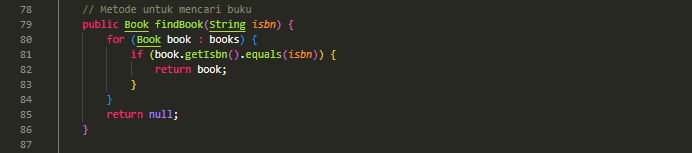 78 // Metode untuk mencari buku
79 public Book findBook(String isbn) {
80 for (Book book : books) {
81 if (book.getIsbn().equals(isbn)) {
82 return book;
83 }
84 }
85 return null;
86 }
87